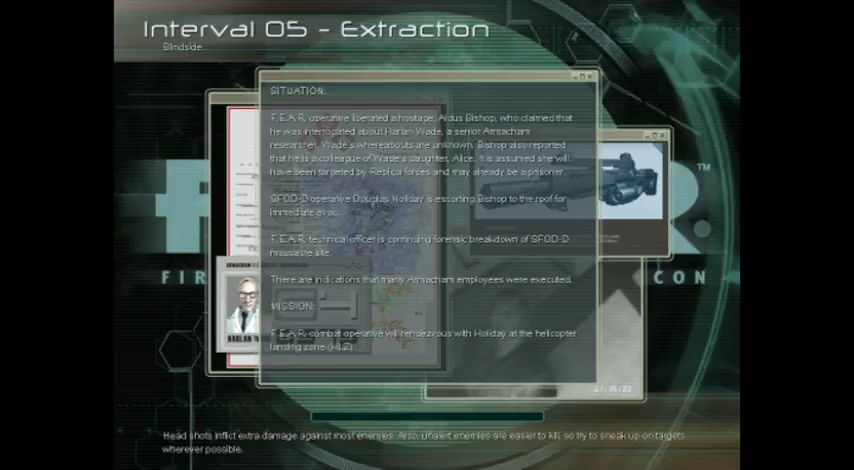 Interval 05 - Extraction
Blindside
SITUATION:
F.E.A.R. operative liberated a hostage, Aldus Bishop, who claimed that
he was interrogated about Harlan Wade, a senior Armacham
researcher. Wade's whereabouts are unknown. Bishop also reported
that he is a colleague of Wade's daughter, Alice. It is assumed she will
have been targeted by Replica forces and may already be a prisoner.
SFOD-D operative Douglas Holiday is escorting Bishop to the roof for
immediate evac.
F.E.A.R. technical officer is continuing forensic breakdown of SFOD-D
massacre site.
There are indications that many Armacham employees were executed.
MISSION:
F.E.A.R. combat operative will rendezvous with Holiday at the helicopter
landing zone (HLZ).
F R ™
FIR CON
HARLAN
Head shots inflict extra damage against most enemies. Also, unalert enemies are easier to kill, so try to sneak up on targets
wherever possible.